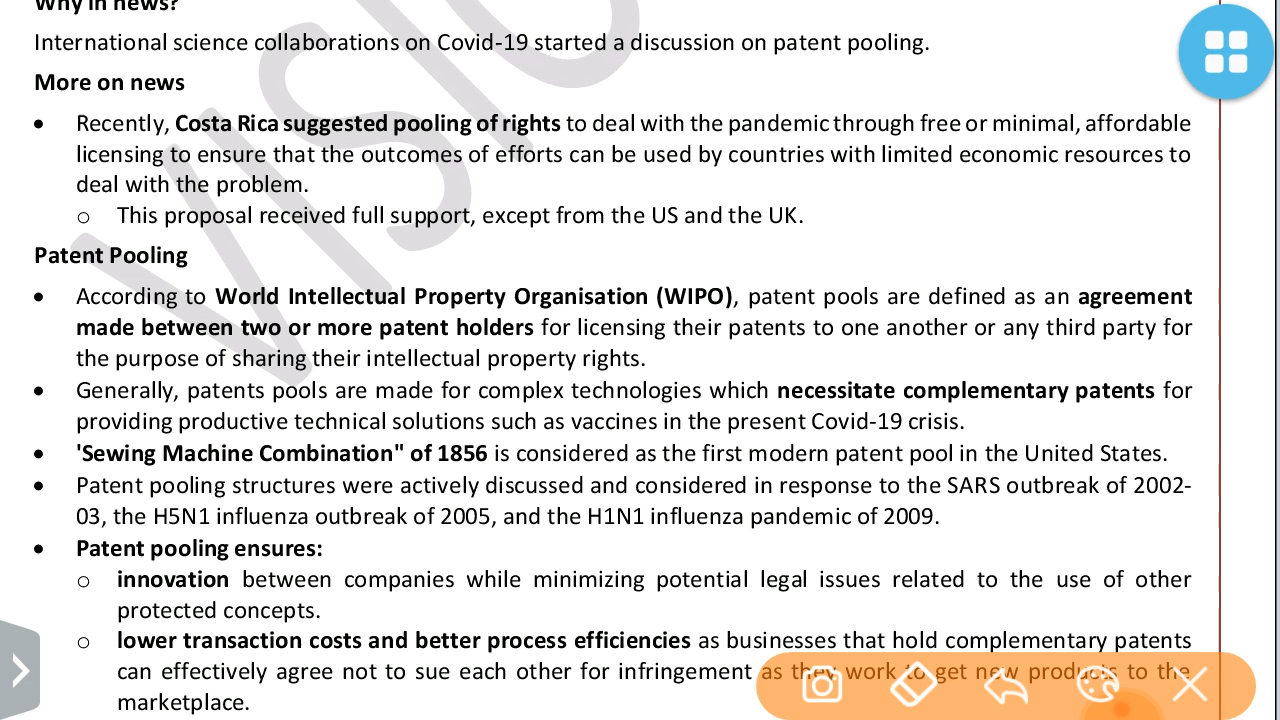 Why in news?
International science collaborations on Covid-19 started a discussion on patent pooling.
More on news
• Recently, Costa Rica suggested pooling of rights to deal with the pandemic through free or minimal, affordable
licensing to ensure that the outcomes of efforts can be used by countries with limited economic resources to
deal with the problem.
o This proposal received full support, except from the US and the UK.
Patent Pooling
• According to World Intellectual Property Organisation (WIPO), patent pools are defined as an agreement
made between two or more patent holders for licensing their patents to one another or any third party for
the purpose of sharing their intellectual property rights.
• Generally, patents pools are made for complex technologies which necessitate complementary patents for
providing productive technical solutions such as vaccines in the present Covid-19 crisis.
• 'Sewing Machine Combination" of 1856 is considered as the first modern patent pool in the United States.
• Patent pooling structures were actively discussed and considered in response to the SARS outbreak of 2002-
03, the H5N1 influenza outbreak of 2005, and the H1N1 influenza pandemic of 2009.
• Patent pooling ensures:
o innovation between companies while minimizing potential legal issues related to the use of other
protected concepts.
o lower transaction costs and better process efficiencies as businesses that hold complementary patents
can effectively agree not to sue each other for infringement as they work to get new products to the
marketplace.
VISIO